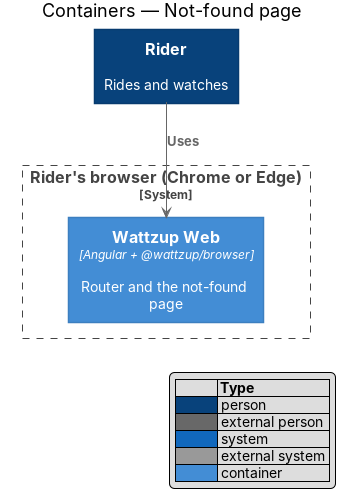 Containers — Not-found page
Rider
Rides and watches
Uses
Rider's browser (Chrome or Edge)
[System]
Wattzup Web
[Angular + @wattzup/browser]
Router and the not-found
page
Type
person
external person
system
external system
container